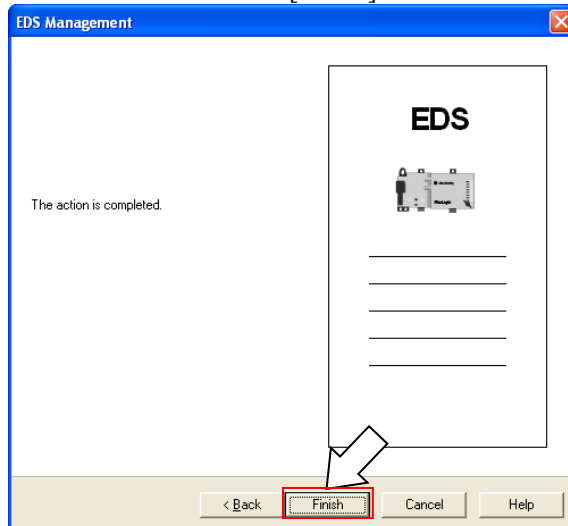 EDS Management
EDS
The action is completed.
< Back
Finish
Cancel
Help